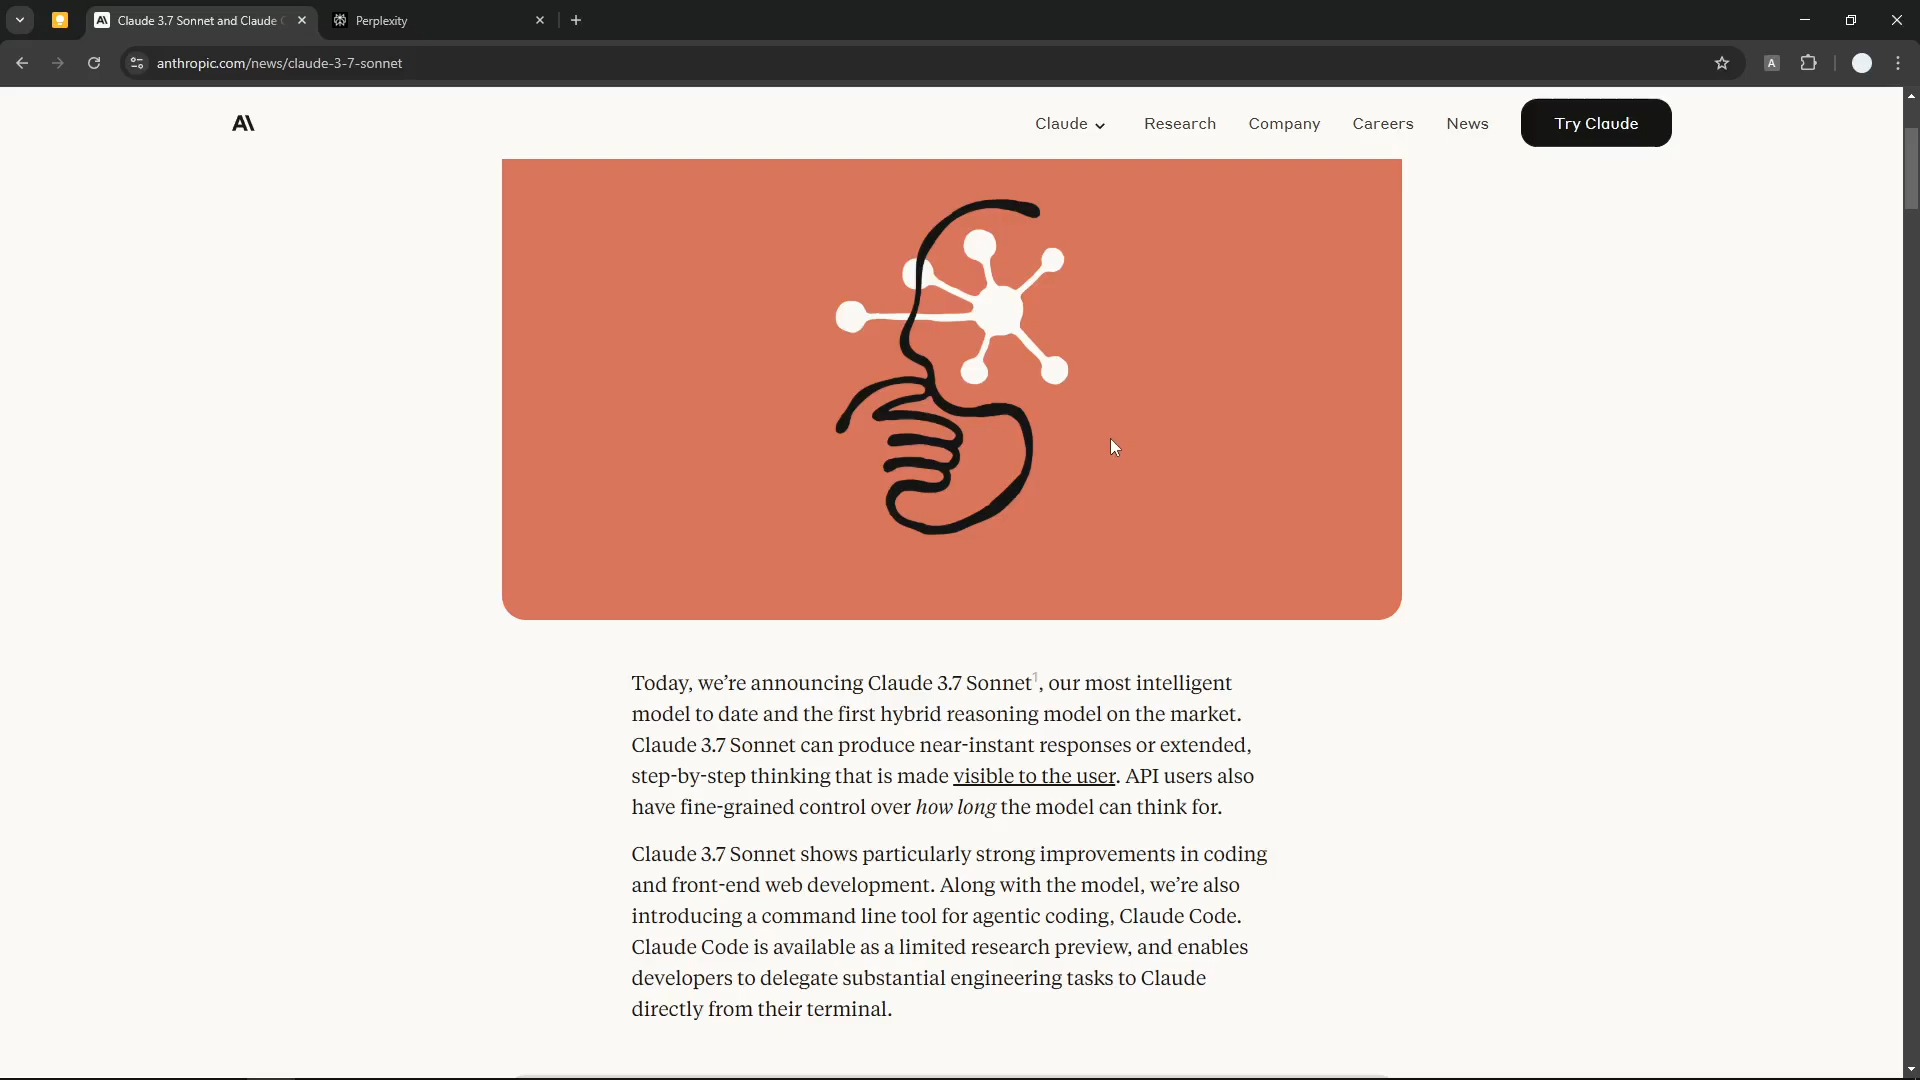 Claude 3.7 Sonnet and Claude C
Perplexity
anthropic.com/news/claude-3-7-sonnet
A
A\
Claude
Research
Company
Careers
News
Try Claude
Today, we’re announcing Claude 3.7 Sonnet1, our most intelligent
model to date and the first hybrid reasoning model on the market.
Claude 3.7 Sonnet can produce near-instant responses or extended,
step-by-step thinking that is made visible to the user. API users also
have fine-grained control over how long the model can think for.
Claude 3.7 Sonnet shows particularly strong improvements in coding
and front-end web development. Along with the model, we’re also
introducing a command line tool for agentic coding, Claude Code.
Claude Code is available as a limited research preview, and enables
developers to delegate substantial engineering tasks to Claude
directly from their terminal.